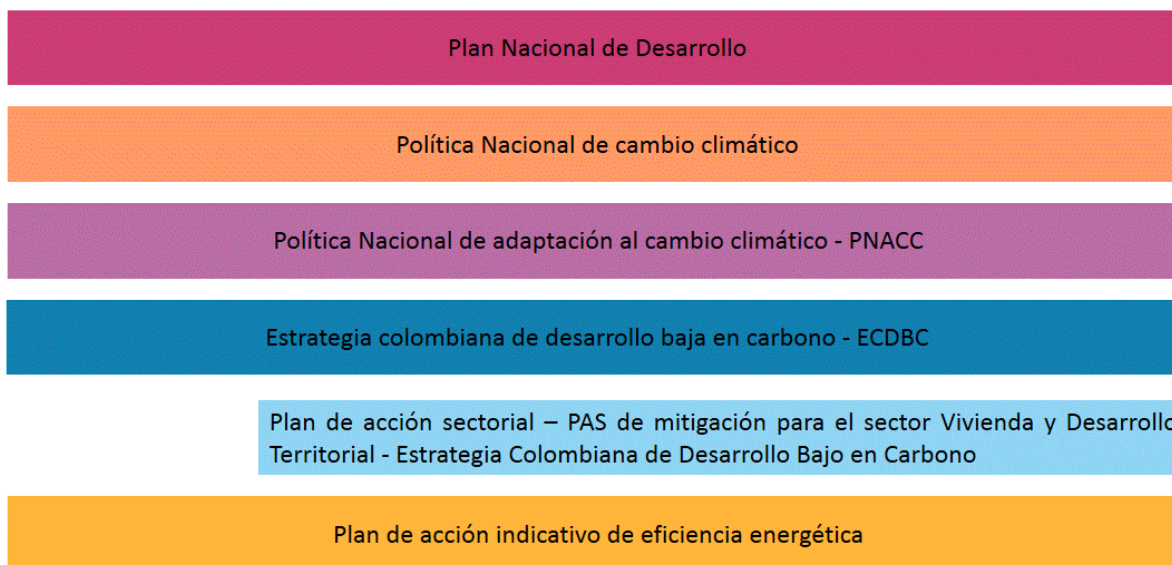 Plan Nacional de Desarrollo
Política Nacional de cambio climático
Política Nacional de adaptación al cambio climático - PNACC
Estrategia colombiana de desarrollo baja en carbono - ECDBC
Plan de acción sectorial – PAS de mitigación para el sector Vivienda y Desarrollo
Territorial - Estrategia Colombiana de Desarrollo Bajo en Carbono
Plan de acción indicativo de eficiencia energética